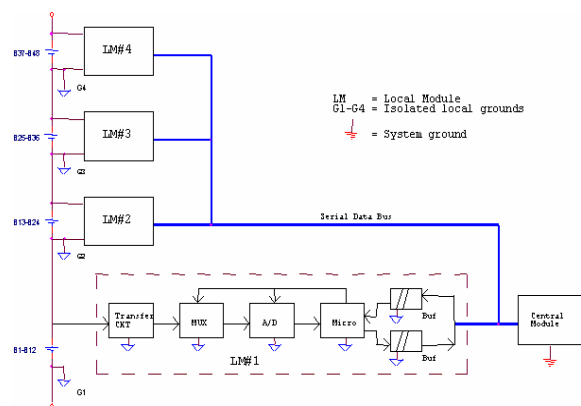 B37-B48
LM#4
G4
LM = Local Module
G1-G4 = Isolated local grounds
= System ground
B25-B36
LM#3
G3
B13-B24
LM#2
G2
Serial Data Bus
Transfer
CKT
MUX
A/D
Micro
Buf
Buf
Central
Module
B1-B12
LM#1
G1